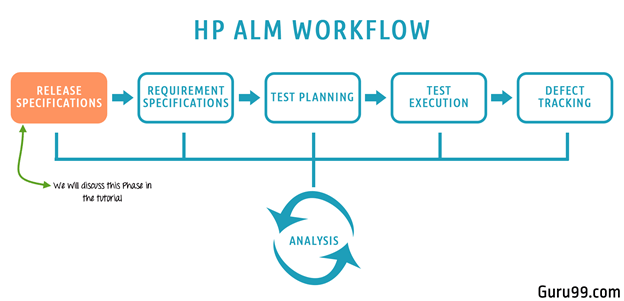 HP ALM WORKFLOW
RELEASE
SPECIFICATIONS
REQUIREMENT
SPECIFICATIONS
TEST PLANNING
TEST
EXECUTION
DEFECT
TRACKING
We will discuss this Phase in
the tutorial
ANALYSIS
Guru99.com